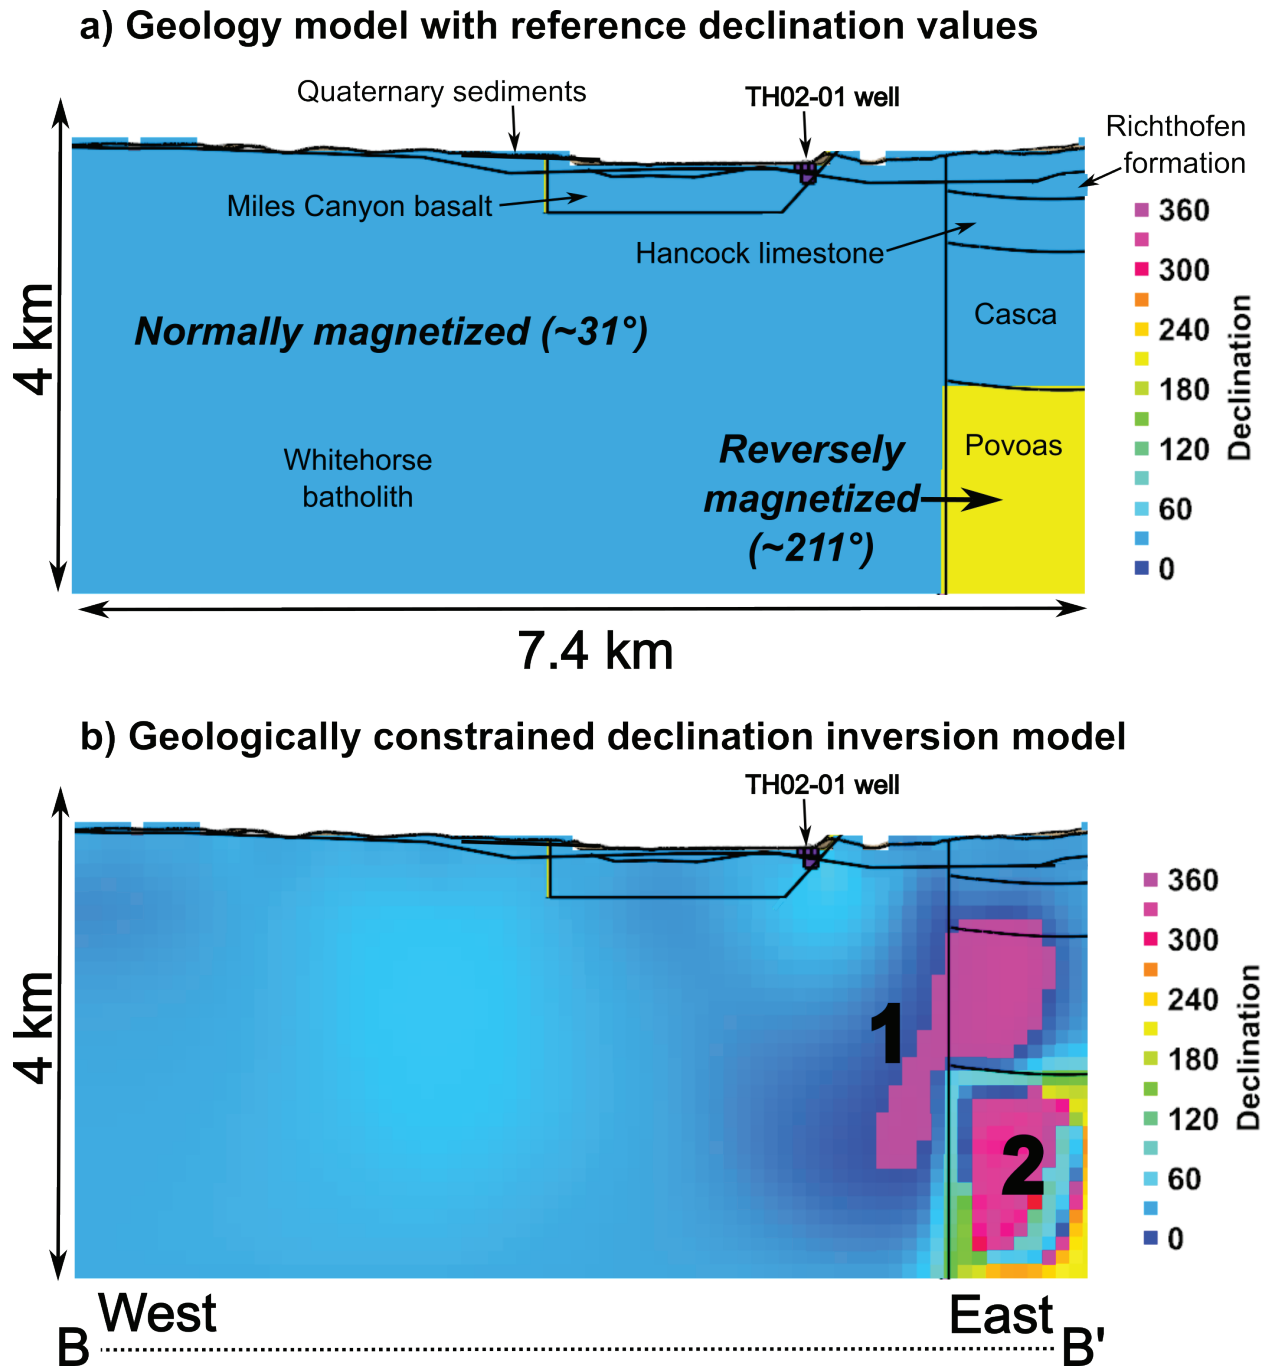 a) Geology model with reference declination values
Quaternary sediments
TH02-01 well
Richthofen
formation
Miles Canyon basalt
Hancock limestone
4 km
Normally magnetized (~31°)
Casca
Whitehorse
batholith
Reversely
magnetized
(~211°)
Povoas
360
300
240
180
120
60
0
Declination
7.4 km
b) Geologically constrained declination inversion model
TH02-01 well
4 km
1
2
360
300
240
180
120
60
0
Declination
West
East
B
B'